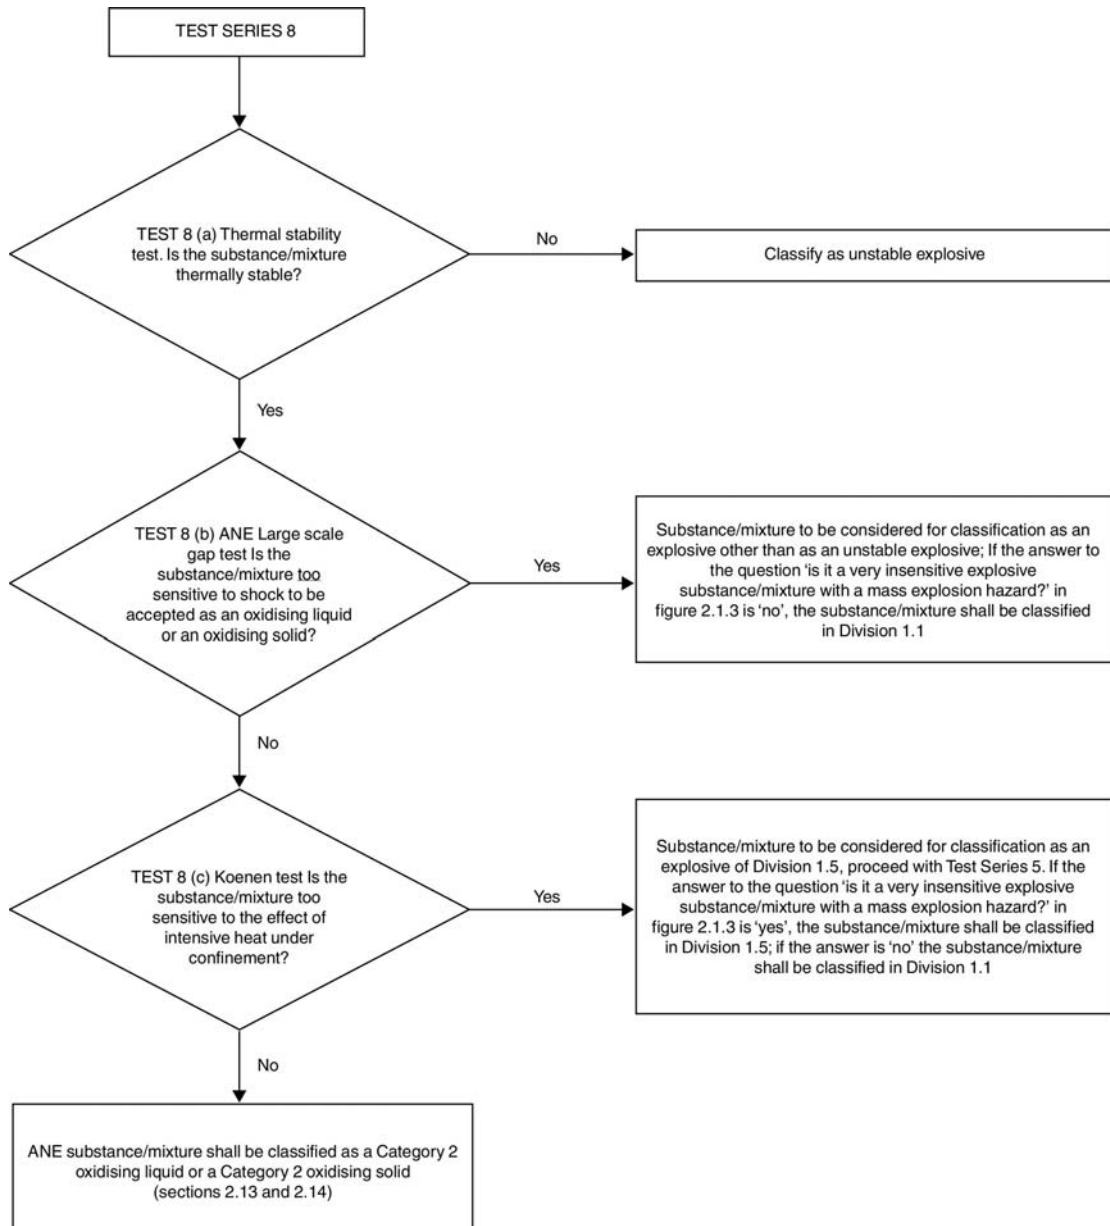 TEST SERIES 8
TEST 8 (a) Thermal stability
test. Is the substance/mixture
thermally stable?
No
Classify as unstable explosive
Yes
TEST 8 (b) ANE Large scale
gap test Is the
substance/mixture too
sensitive to shock to be
accepted as an oxidising liquid
or an oxidising solid?
Yes
Substance/mixture to be considered for classification as an
explosive other than as an unstable explosive; If the answer to
the question ‘is it a very insensitive explosive
substance/mixture with a mass explosion hazard?’ in
figure 2.1.3 is ‘no’, the substance/mixture shall be classified
in Division 1.1
No
TEST 8 (c) Koenen test Is the
substance/mixture too
sensitive to the effect of
intensive heat under
confinement?
Yes
Substance/mixture to be considered for classification as an
explosive of Division 1.5, proceed with Test Series 5. If the
answer to the question ‘is it a very insensitive explosive
substance/mixture with a mass explosion hazard?’ in
figure 2.1.3 is ‘yes’, the substance/mixture shall be classified
in Division 1.5; if the answer is ‘no’ the substance/mixture
shall be classified in Division 1.1
No
ANE substance/mixture shall be classified as a Category 2
oxidising liquid or a Category 2 oxidising solid
(sections 2.13 and 2.14)